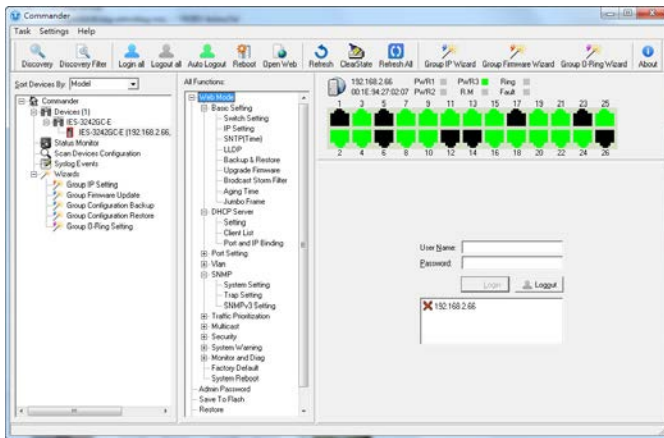 Commander
Task Settings Help
Discovery Discovery Filter Login all Logout all Auto Logout Reboot Open Web Refresh ClearState Refresh All Group IP Wizard Group Firmware Wizard Group O-Ring Wizard About
Sort Devices By: Model
Commander
Devices (1)
IES-3242GC-E
IES-3242GC-E (192.168.2.66,
Status Monitor
Scan Devices Configuration
Syslog Events
Wizards
Group IP Setting
Group Firmware Update
Group Configuration Backup
Group Configuration Restore
Group O-Ring Setting
All Functions:
Web Mode
Basic Setting
Switch Setting
IP Setting
SNTP(Time)
LLDP
Backup & Restore
Upgrade Firmware
Brodcast Storm Filter
Aging Time
Jumbo Frame
DHCP Server
Setting
Client List
Port and IP Binding
Port Setting
Vlan
SNMP
System Setting
Trap Setting
SNMPv3 Setting
Traffic Prioritization
Multicast
Security
System Warning
Monitor and Diag
Factory Default
System Reboot
Admin Password
Save To Flash
Restore
192.168.2.66 PWR1 PWR3 Ring
00.1E.94.27.02.07 PWR2 R.M Fault
1 3 5 7 9 11 13 15 17 19 21 23 25
2 4 6 8 10 12 14 16 18 20 22 24 26
User Name:
Password:
Login Loggut
192.168.2.66